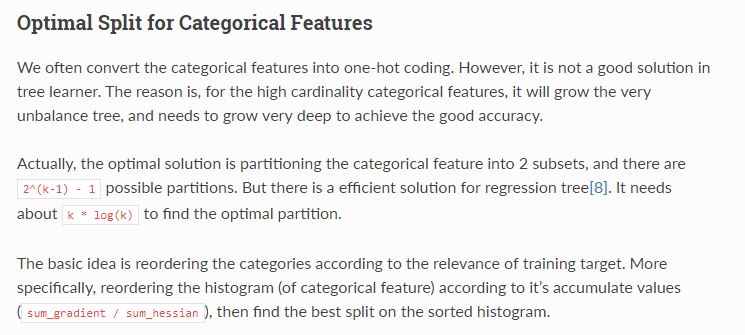 Optimal Split for Categorical Features
We often convert the categorical features into one-hot coding. However, it is not a good solution in
tree learner. The reason is, for the high cardinality categorical features, it will grow the very
unbalance tree, and needs to grow very deep to achieve the good accuracy.
Actually, the optimal solution is partitioning the categorical feature into 2 subsets, and there are
2^(k-1) - 1 possible partitions. But there is a efficient solution for regression tree[8]. It needs
about k * log(k) to find the optimal partition.
The basic idea is reordering the categories according to the relevance of training target. More
specifically, reordering the histogram (of categorical feature) according to it's accumulate values
( sum_gradient / sum_hessian ), then find the best split on the sorted histogram.